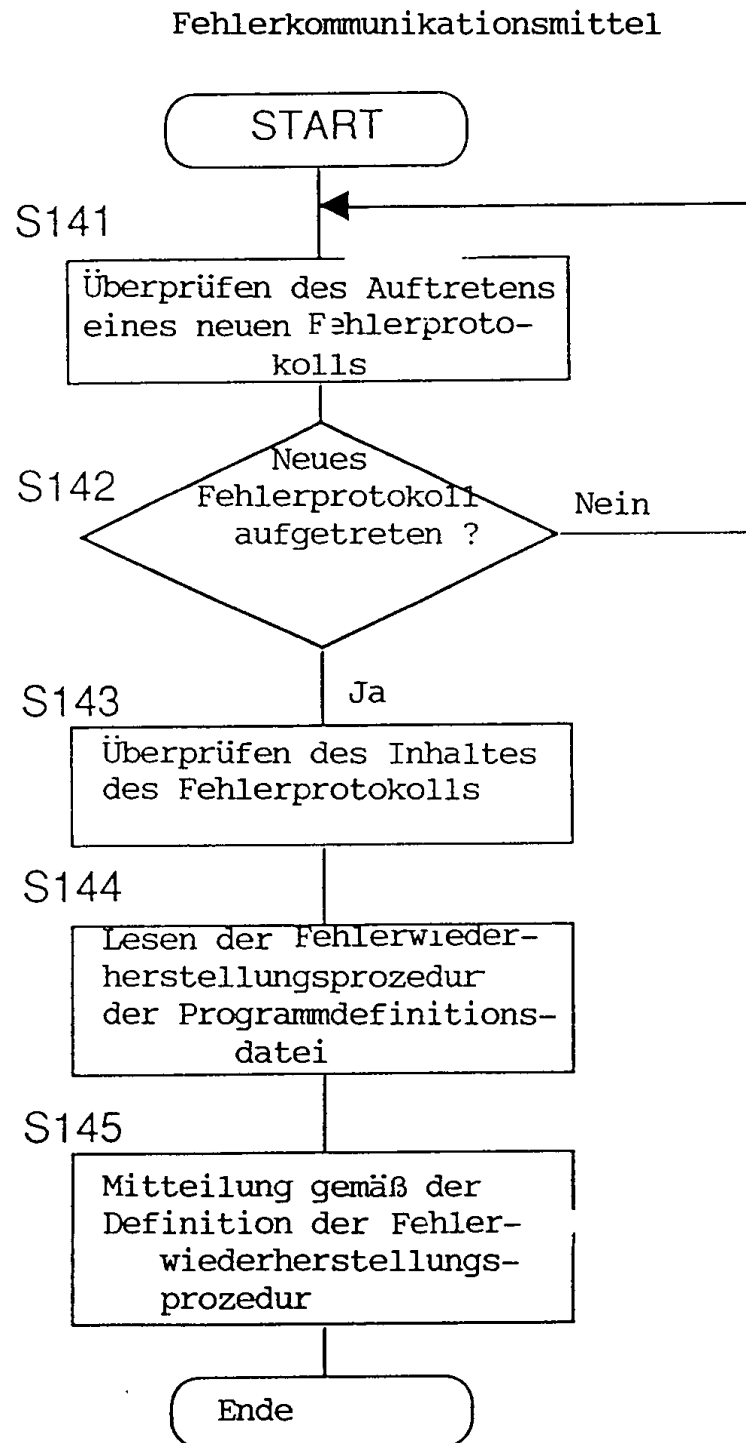 Fehlerkommunikationsmittel
START
S141
Überprüfen des Auftretens
eines neuen Fehlerproto-
kolls
S142
Neues
Fehlerprotokoll
aufgetreten ?
Nein
Ja
S143
Überprüfen des Inhaltes
des Fehlerprotokolls
S144
Lesen der Fehlerwieder-
herstellungsprozedur
der Programmdefinitions-
datei
S145
Mitteilung gemäß der
Definition der Fehler-
wiederherstellungs-
prozedur
Ende